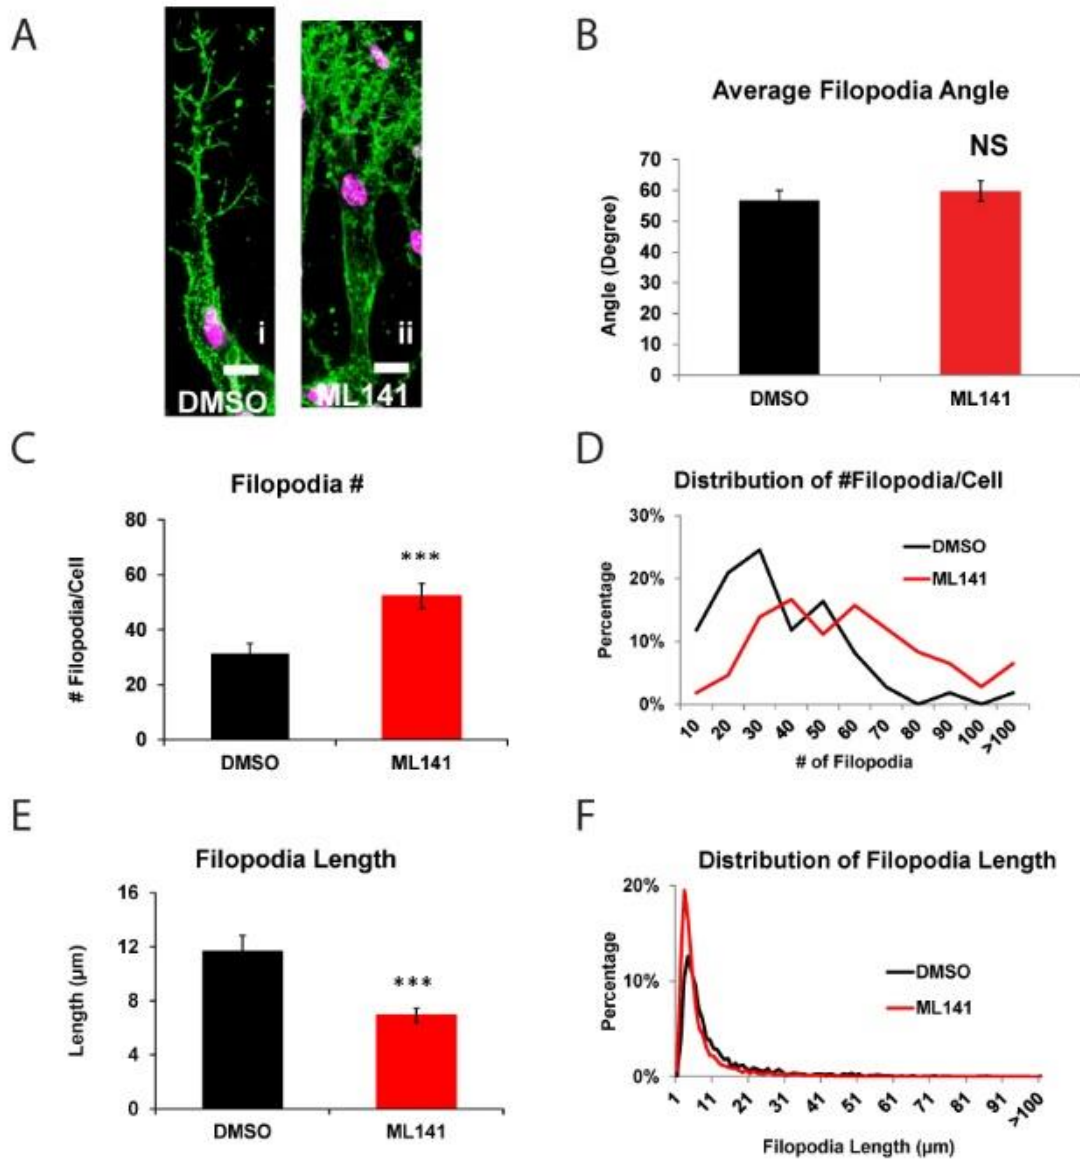 A
i
DMSO
ii
ML141
B
Average Filopodia Angle
NS
Angle (Degree)
70
60
50
40
30
20
10
0
DMSO
ML141
C
Filopodia #
***
# Filopodia/Cell
80
60
40
20
0
DMSO
ML141
D
Distribution of #Filopodia/Cell
DMSO
ML141
Percentage
30%
20%
10%
0%
10 20 30 40 50 60 70 80 90 100 >100
# of Filopodia
E
Filopodia Length
***
Length (µm)
16
12
8
4
0
DMSO
ML141
F
Distribution of Filopodia Length
DMSO
ML141
Percentage
20%
10%
0%
1 11 21 31 41 51 61 71 81 91 >100
Filopodia Length (µm)